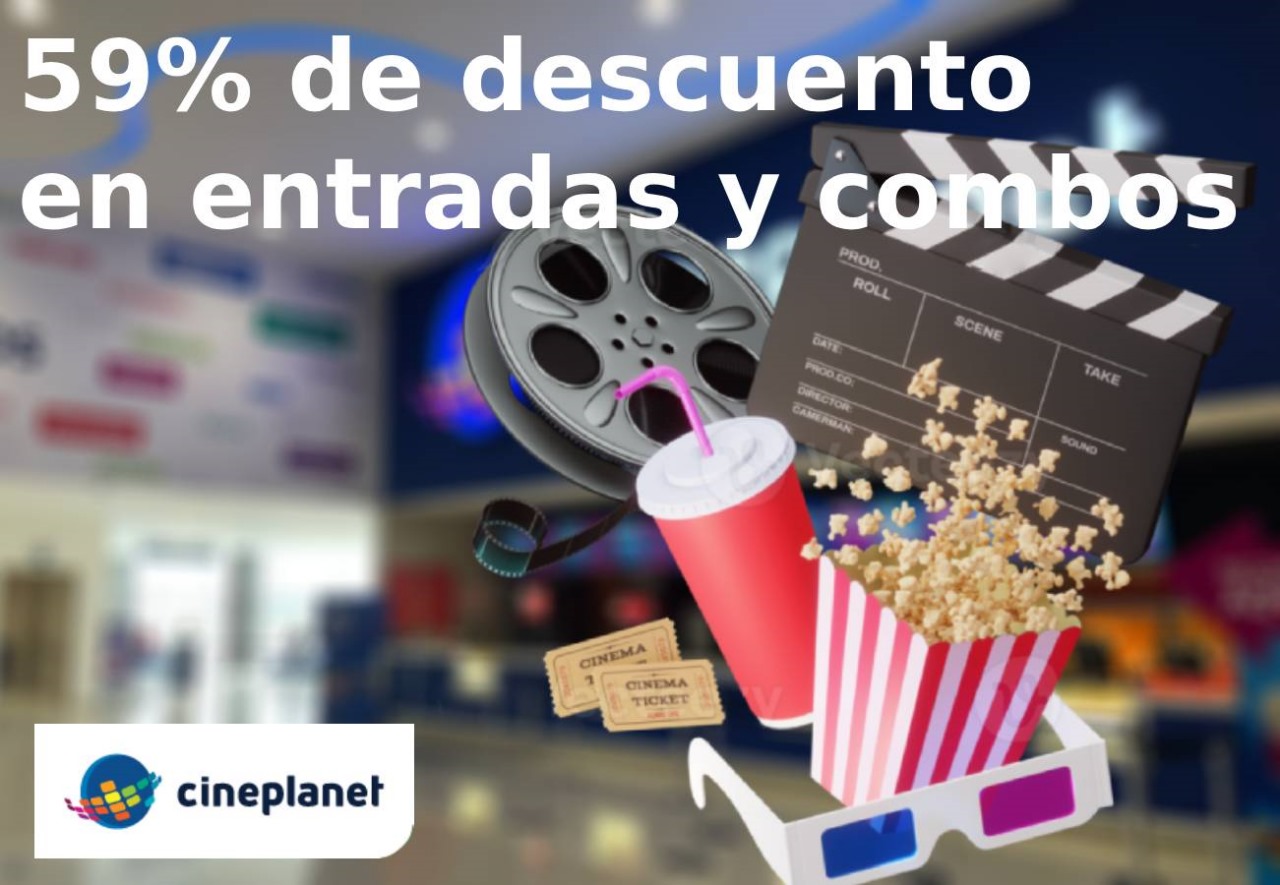 59% de descuento
en entradas y combos
PROD.
ROLL
SCENE
TAKE
DATE:
PROD.CO:
DIRECTOR:
CAMERMAN:
SOUND
CINEMA
CINEMA
TICKET
cineplanet